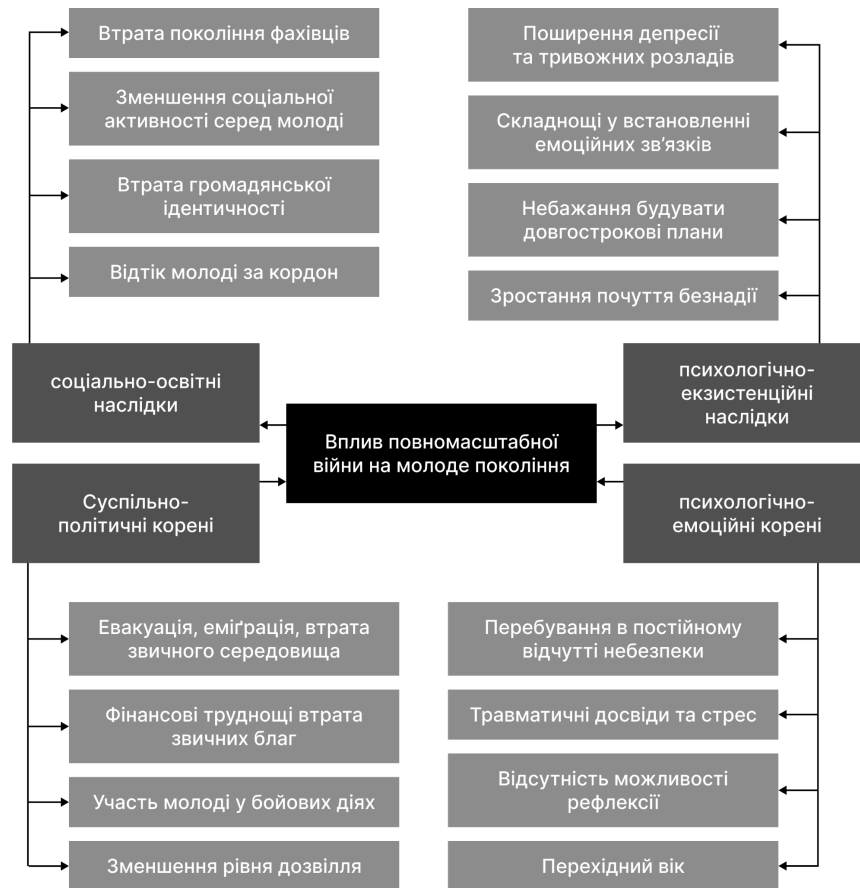 Втрата покоління фахівців
Зменшення соціальної
активності серед молоді
Втрата громадянської
ідентичності
Відтік молоді за кордон
Поширення депресії
та тривожних розладів
Складнощі у встановленні
емоційних зв’язків
Небажання будувати
довгострокові плани
Зростання почуття безнадії
соціально-освітні
наслідки
психологічно-
екзистенційні
наслідки
Вплив повномасштабної
війни на молоде покоління
Суспільно-
політичні корені
психологічно-
емоційні корені
Евакуація, еміґрація, втрата
звичного середовища
Фінансові труднощі втрата
звичних благ
Участь молоді у бойових діях
Зменшення рівня дозвілля
Перебування в постійному
відчутті небезпеки
Травматичні досвіди та стрес
Відсутність можливості
рефлексії
Перехідний вік